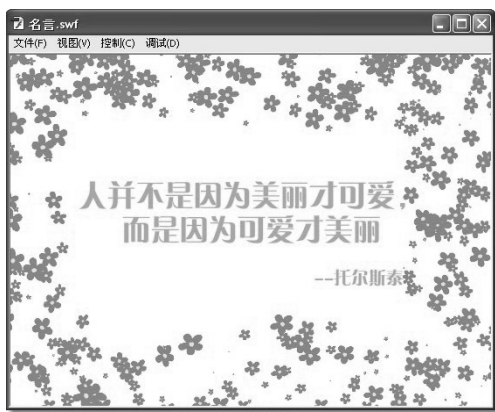 名言.swf
文件(F) 视图(V) 控制(C) 调试(D)
人并不是因为美丽才可爱,
而是因为可爱才美丽
--托尔斯泰